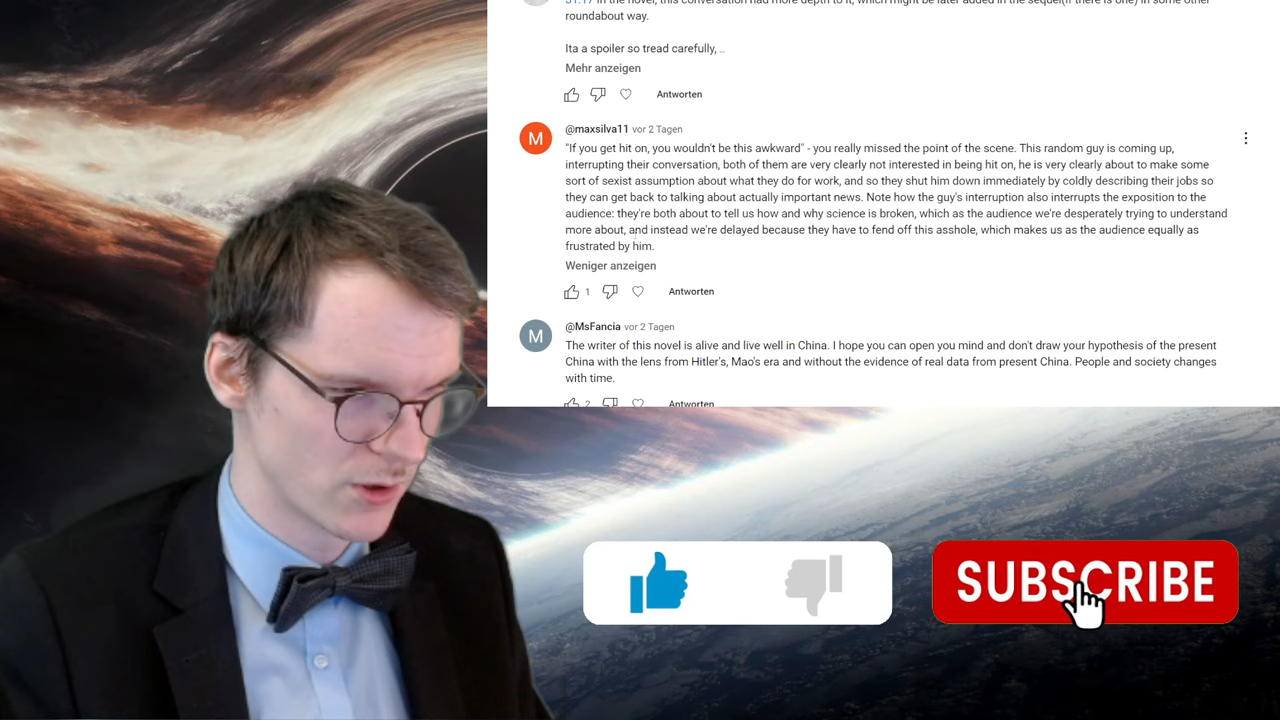 31:17 in the novel, this conversation had more depth to it, which might be later added in the sequel(if there is one) in some other
roundabout way.
Ita a spoiler so tread carefully, ..
Mehr anzeigen
Antworten
M
@maxsilva11 vor 2 Tagen
"If you get hit on, you wouldn't be this awkward" - you really missed the point of the scene. This random guy is coming up,
interrupting their conversation, both of them are very clearly not interested in being hit on, he is very clearly about to make some
sort of sexist assumption about what they do for work, and so they shut him down immediately by coldly describing their jobs so
they can get back to talking about actually important news. Note how the guy's interruption also interrupts the exposition to the
audience: they're both about to tell us how and why science is broken, which as the audience we're desperately trying to understand
more about, and instead we're delayed because they have to fend off this asshole, which makes us as the audience equally as
frustrated by him.
Weniger anzeigen
1 Antworten
M
@MsFancia vor 2 Tagen
The writer of this novel is alive and live well in China. I hope you can open you mind and don't draw your hypothesis of the present
China with the lens from Hitler's, Mao's era and without the evidence of real data from present China. People and society changes
with time.
2 Antworten
SUBSCRIBE